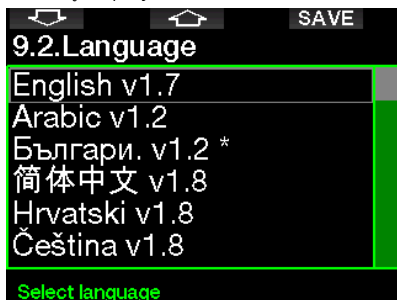 SAVE
9.2.Language
English v1.7
Arabic v1.2
Българи. v1.2 *
简体中文 v1.8
Hrvatski v1.8
Čeština v1.8
Select language